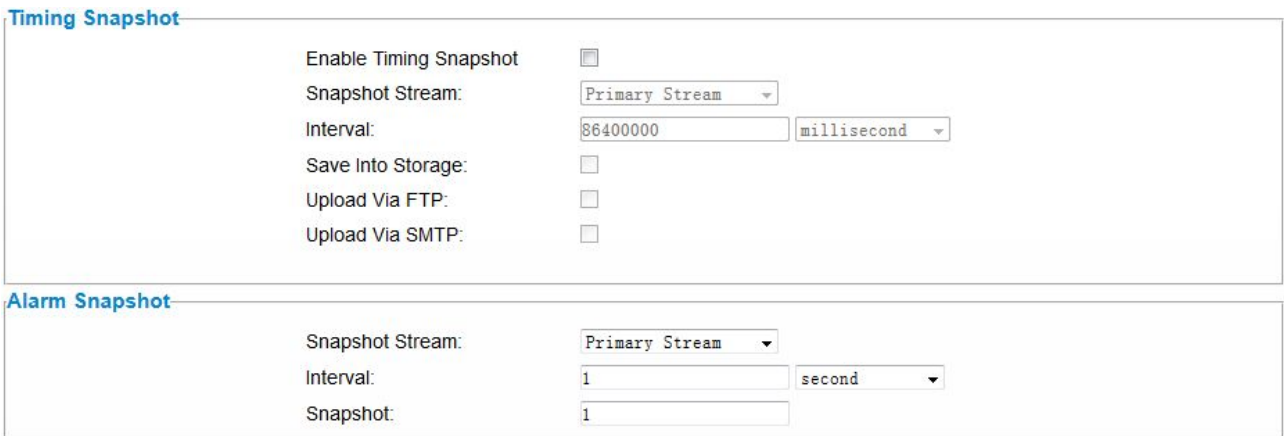 Timing Snapshot
Enable Timing Snapshot
Snapshot Stream: Primary Stream
Interval: 86400000 millisecond
Save Into Storage:
Upload Via FTP:
Upload Via SMTP:
Alarm Snapshot
Snapshot Stream: Primary Stream
Interval: 1 second
Snapshot: 1